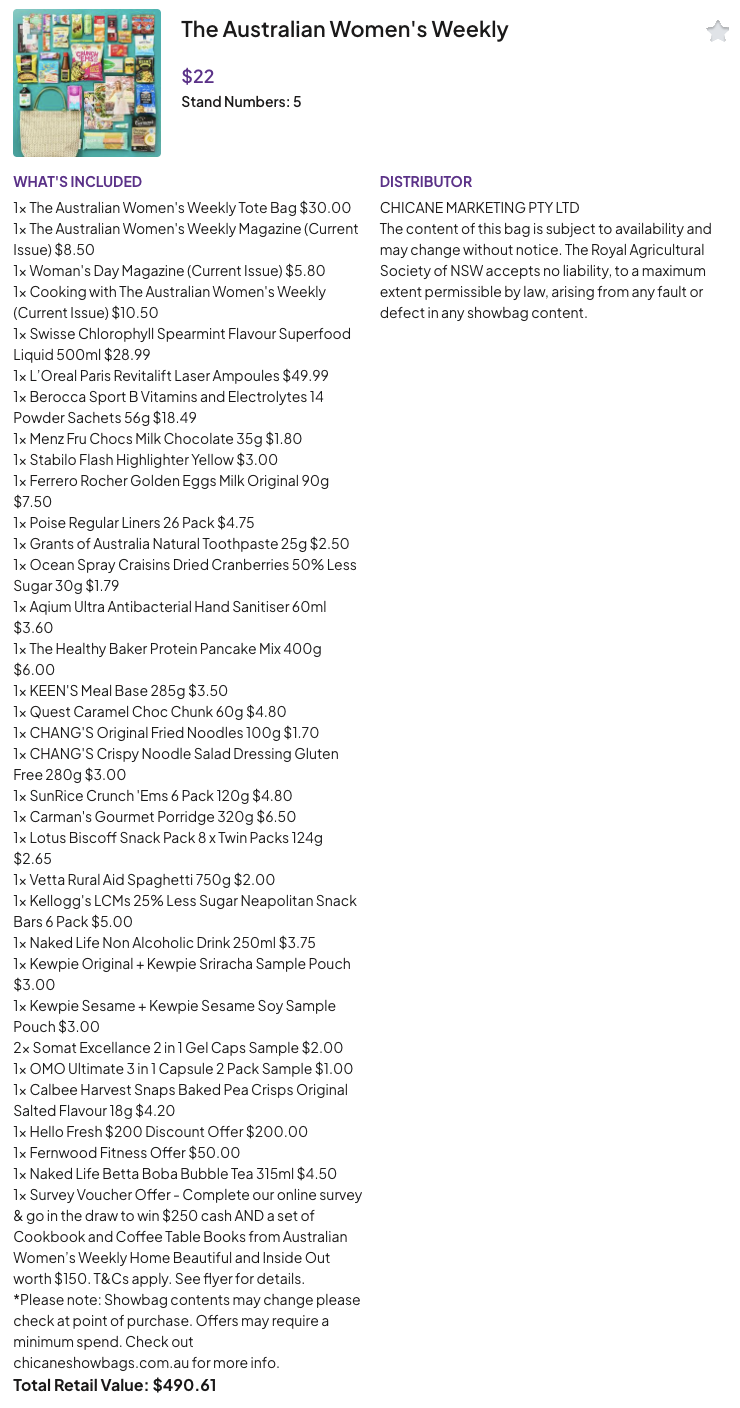 The Australian Women's Weekly
$22
Stand Numbers: 5
WHAT'S INCLUDED
1x The Australian Women's Weekly Tote Bag $30.00
1x The Australian Women's Weekly Magazine (Current
Issue) $8.50
1x Woman's Day Magazine (Current Issue) $5.80
1x Cooking with The Australian Women's Weekly
(Current Issue) $10.50
1x Swisse Chlorophyll Spearmint Flavour Superfood
Liquid 500ml $28.99
1x L'Oreal Paris Revitalift Laser Ampoules $49.99
1x Berocca Sport B Vitamins and Electrolytes 14
Powder Sachets 56g $18.49
1x Menz Fru Chocs Milk Chocolate 35g $1.80
1x Stabilo Flash Highlighter Yellow $3.00
1x Ferrero Rocher Golden Eggs Milk Original 90g
$7.50
1x Poise Regular Liners 26 Pack $4.75
1x Grants of Australia Natural Toothpaste 25g $2.50
1x Ocean Spray Craisins Dried Cranberries 50% Less
Sugar 30g $1.79
1x Aqium Ultra Antibacterial Hand Sanitiser 60ml
$3.60
1x The Healthy Baker Protein Pancake Mix 400g
$6.00
1x KEEN'S Meal Base 285g $3.50
1x Quest Caramel Choc Chunk 60g $4.80
1x CHANG'S Original Fried Noodles 100g $1.70
1x CHANG'S Crispy Noodle Salad Dressing Gluten
Free 280g $3.00
1x SunRice Crunch 'Ems 6 Pack 120g $4.80
1x Carman's Gourmet Porridge 320g $6.50
1x Lotus Biscoff Snack Pack 8 x Twin Packs 124g
$2.65
1x Vetta Rural Aid Spaghetti 750g $2.00
1x Kellogg's LCMs 25% Less Sugar Neapolitan Snack
Bars 6 Pack $5.00
1x Naked Life Non Alcoholic Drink 250ml $3.75
1x Kewpie Original + Kewpie Sriracha Sample Pouch
$3.00
1x Kewpie Sesame + Kewpie Sesame Soy Sample
Pouch $3.00
2x Somat Excellance 2 in 1 Gel Caps Sample $2.00
1x OMO Ultimate 3 in 1 Capsule 2 Pack Sample $1.00
1x Calbee Harvest Snaps Baked Pea Crisps Original
Salted Flavour 18g $4.20
1x Hello Fresh $200 Discount Offer $200.00
1x Fernwood Fitness Offer $50.00
1x Naked Life Betta Boba Bubble Tea 315ml $4.50
1x Survey Voucher Offer - Complete our online survey
& go in the draw to win $250 cash AND a set of
Cookbook and Coffee Table Books from Australian
Women's Weekly Home Beautiful and Inside Out
worth $150. T&Cs apply. See flyer for details.
*Please note: Showbag contents may change please
check at point of purchase. Offers may require a
minimum spend. Check out
chicaneshowbags.com.au for more info.
Total Retail Value: $490.61
DISTRIBUTOR
CHICANE MARKETING PTY LTD
The content of this bag is subject to availability and
may change without notice. The Royal Agricultural
Society of NSW accepts no liability, to a maximum
extent permissible by law, arising from any fault or
defect in any showbag content.